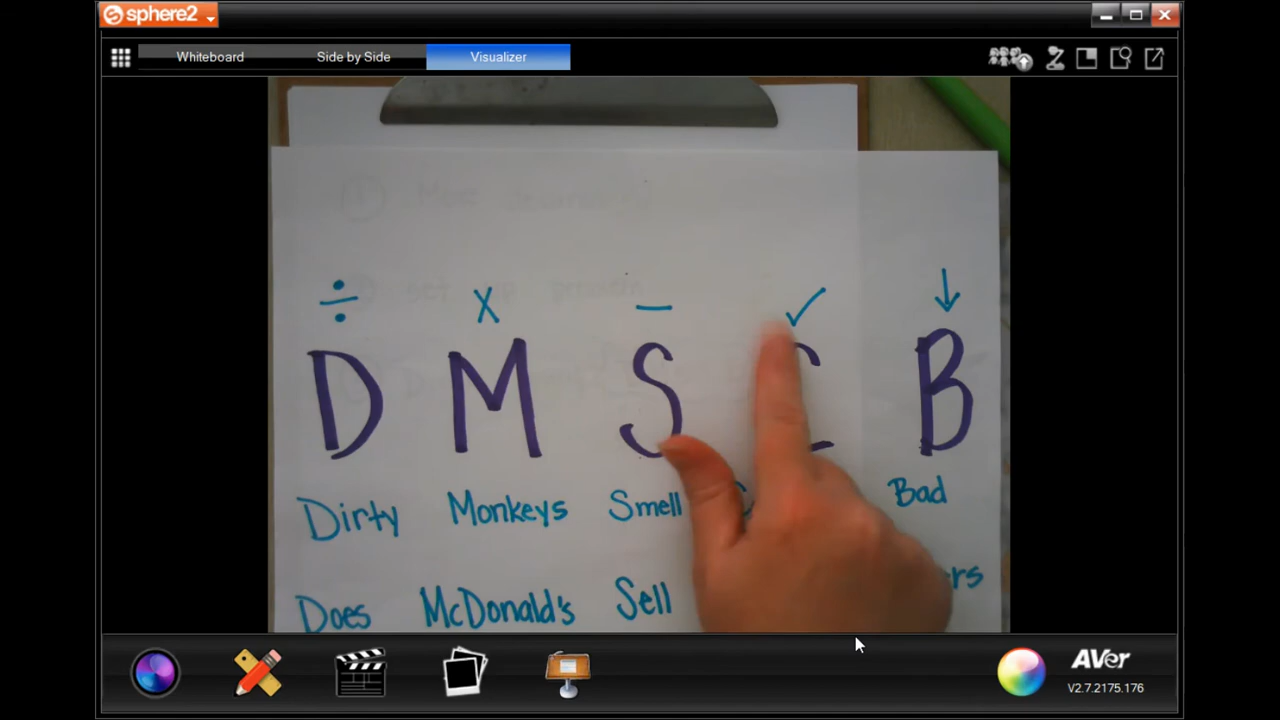 sphere2
Whiteboard Side by Side Visualizer
÷ x − ✓ ↓
D M S C B
Dirty Monkeys Smell Bad
Does McDonald's Sell
AVer
V2.7.2175.176